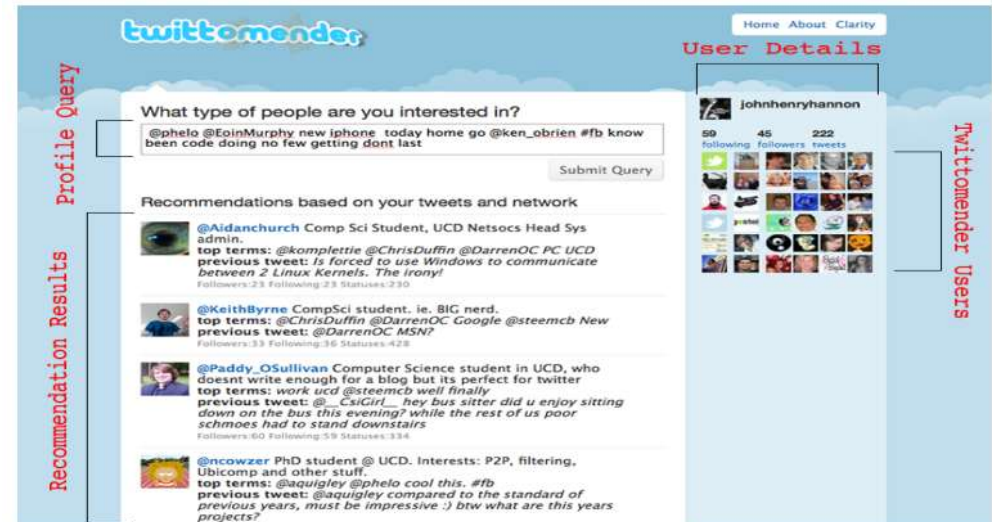 twittomender
Home About Clarity
User Details
Profile Query
What type of people are you interested in?
@phelo @EoinMurphy new iphone today home go @ken_obrien #fb know
been code doing no few getting dont last
Submit Query
johnhenryhannon
59 45 222
following followers tweets
Twittomender Users
Recommendation Results
Recommendations based on your tweets and network
@Aidanchurch Comp Sci Student, UCD Netsocs Head Sys
admin.
top terms: @komplettie @ChrisDuffin @DarrenOC PC UCD
previous tweet: Is forced to use Windows to communicate
between 2 Linux Kernels. The irony!
Followers:23 Following:23 Statuses:230
@KeithByrne CompSci student. ie. BIG nerd.
top terms: @ChrisDuffin @DarrenOC Google @steemcb New
previous tweet: @DarrenOC MSN?
Followers:33 Following:36 Statuses:428
@Paddy_OSullivan Computer Science student in UCD, who
doesnt write enough for a blog but its perfect for twitter
top terms: work ucd @steemcb well finally
previous tweet: @__CsiGirl__ hey bus sitter did u enjoy sitting
down on the bus this evening? while the rest of us poor
schmoes had to stand downstairs
Followers:60 Following:59 Statuses:334
@ncowzer PhD student @ UCD. Interests: P2P, filtering,
Ubicomp and other stuff.
top terms: @aquigley @phelo cool this. #fb
previous tweet: @aquigley compared to the standard of
previous years, must be impressive :) btw what are this years
projects?